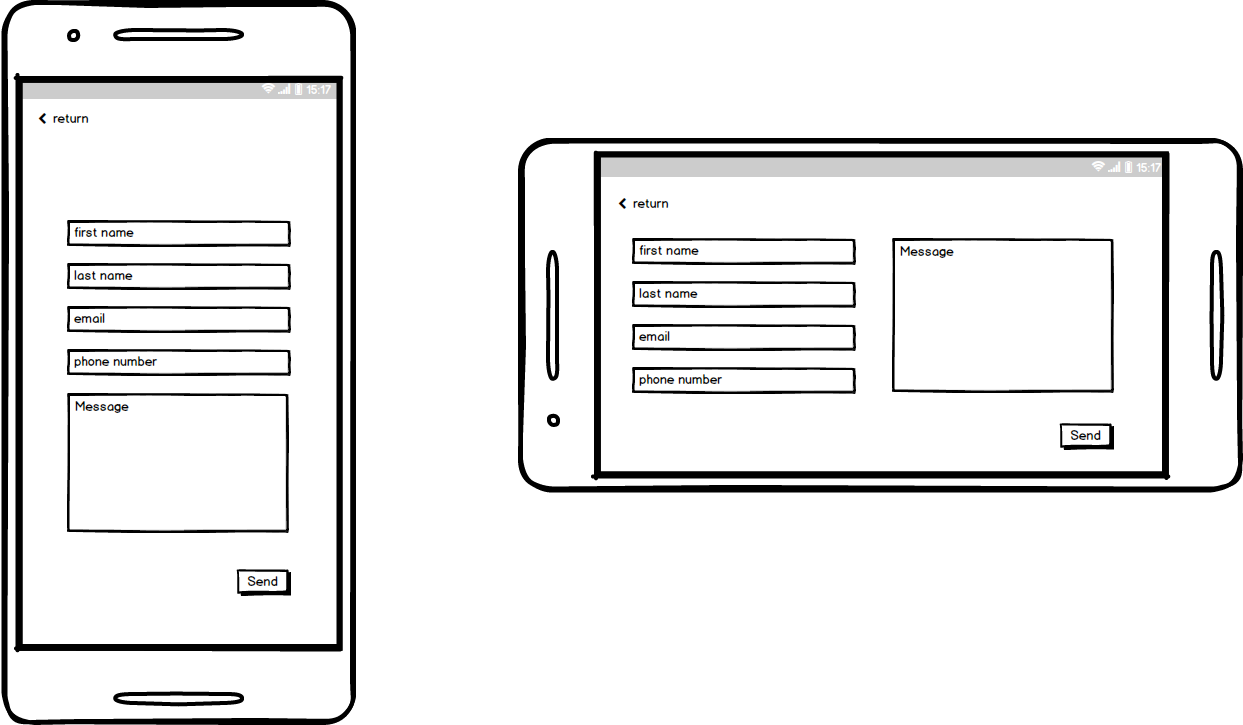 15:17
return
first name
last name
email
phone number
Message
Send
15:17
return
first name
last name
email
phone number
Message
Send